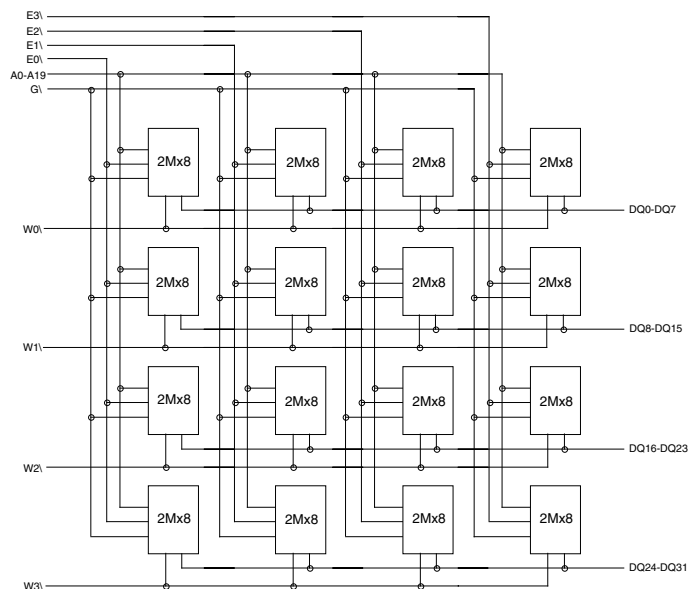 E3\
E2\
E1\
E0\
A0-A19
G\
2Mx8 2Mx8 2Mx8 2Mx8
DQ0-DQ7
W0\
2Mx8 2Mx8 2Mx8 2Mx8
DQ8-DQ15
W1\
2Mx8 2Mx8 2Mx8 2Mx8
DQ16-DQ23
W2\
2Mx8 2Mx8 2Mx8 2Mx8
DQ24-DQ31
W3\